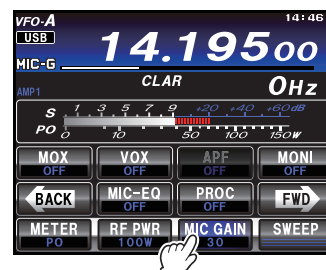 VFO-A 14:46
USB 14.19500
MIC-G
CLAR 0Hz
AMP1
S 1 3 5 7 9 +20 +40 +60dB
PO 0 10 50 100 150W
MOX OFF VOX OFF APF OFF MONI OFF
BACK MIC-EQ OFF PROC OFF FWD
METER PO RF PWR 100W MIC GAIN 30 SWEEP